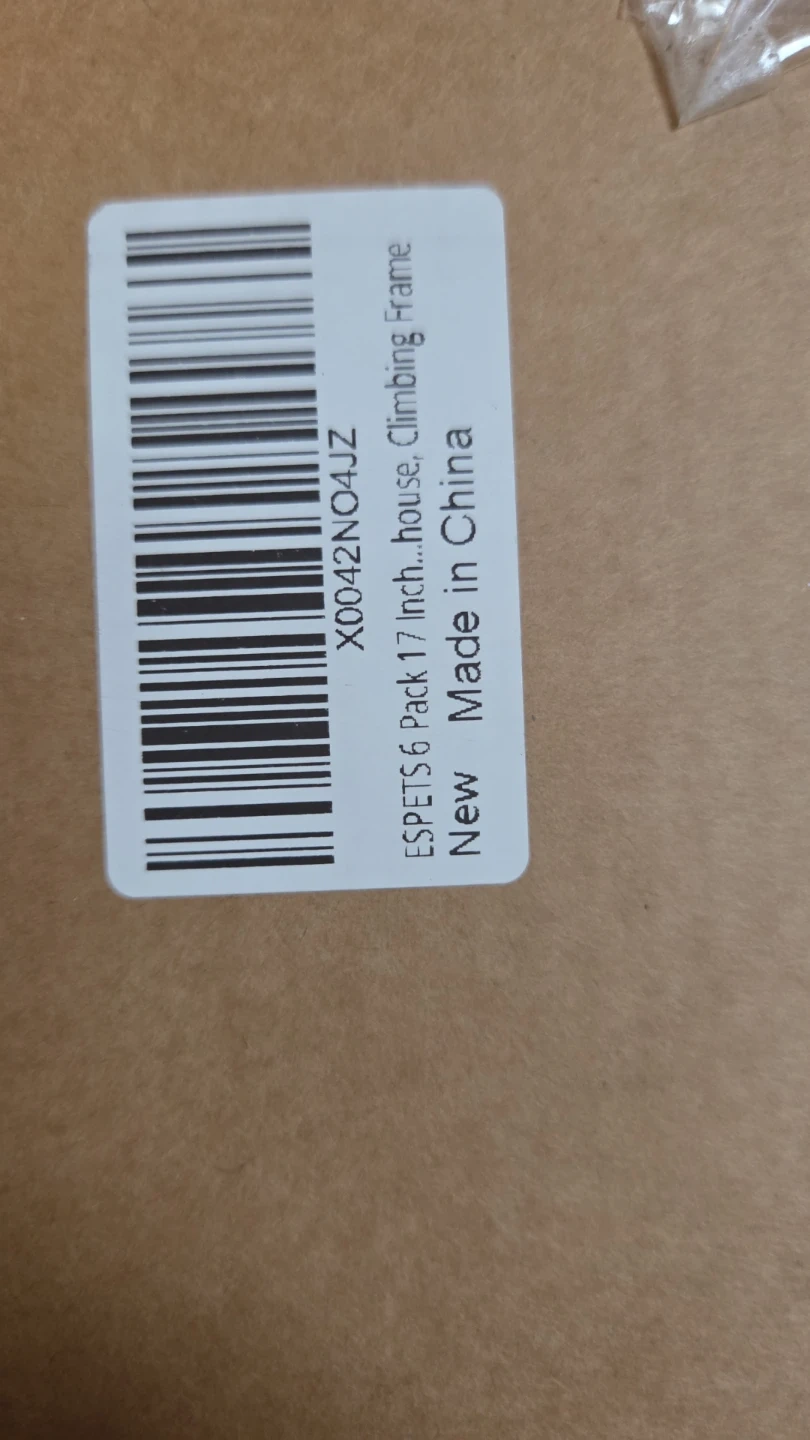 X0042NO4JZ
ESPETS 6 Pack 17 Inch...house, Climbing Frame
New Made in China